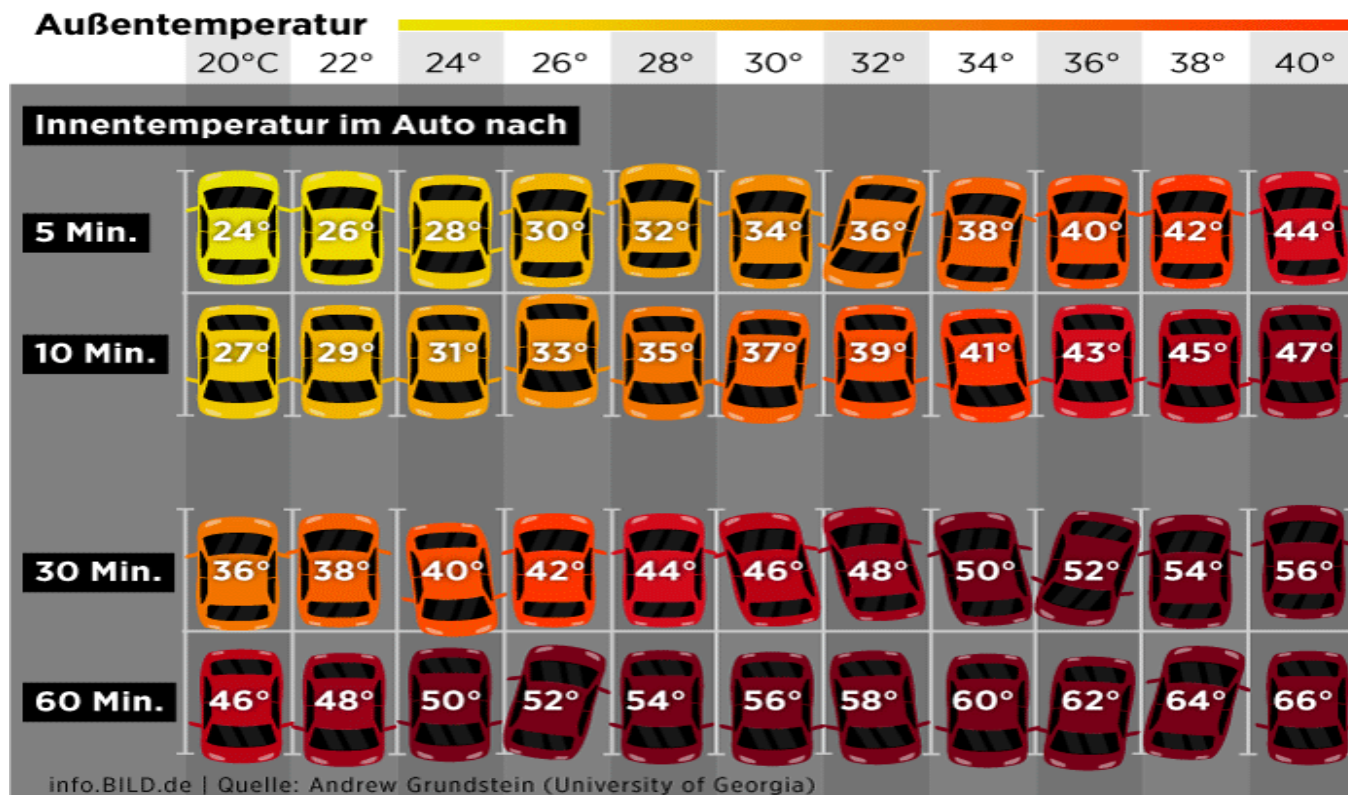 Außentemperatur
20°C 22° 24° 26° 28° 30° 32° 34° 36° 38° 40°
Innentemperatur im Auto nach
5 Min. 24° 26° 28° 30° 32° 34° 36° 38° 40° 42° 44°
10 Min. 27° 29° 31° 33° 35° 37° 39° 41° 43° 45° 47°
30 Min. 36° 38° 40° 42° 44° 46° 48° 50° 52° 54° 56°
60 Min. 46° 48° 50° 52° 54° 56° 58° 60° 62° 64° 66°
info.BILD.de | Quelle: Andrew Grundstein (University of Georgia)